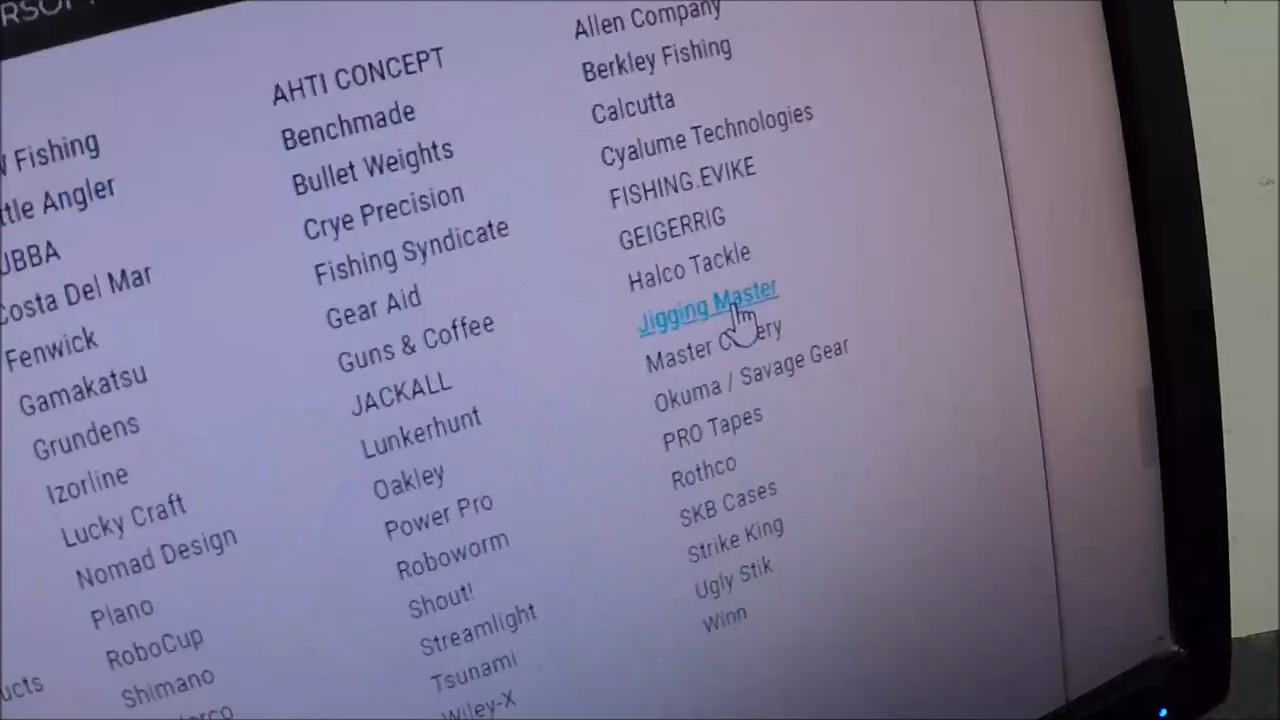 AHTI CONCEPT
Allen Company
Fishing
Benchmade
Berkley Fishing
Angler
Bullet Weights
Calcutta
Crye Precision
Cyalume Technologies
Costa Del Mar
Fishing Syndicate
FISHING.EVIKE
Fenwick
Gear Aid
GEIGERRIG
Gamakatsu
Guns & Coffee
Halco Tackle
Grundens
JACKALL
Jigging Master
Izorline
Lunkerhunt
Master
Lucky Craft
Oakley
Okuma / Savage Gear
Nomad Design
Power Pro
PRO Tapes
Plano
Roboworm
Rothco
RoboCup
Shout!
SKB Cases
Shimano
Streamlight
Strike King
Tsunami
Ugly Stik
Wiley-X
Winn